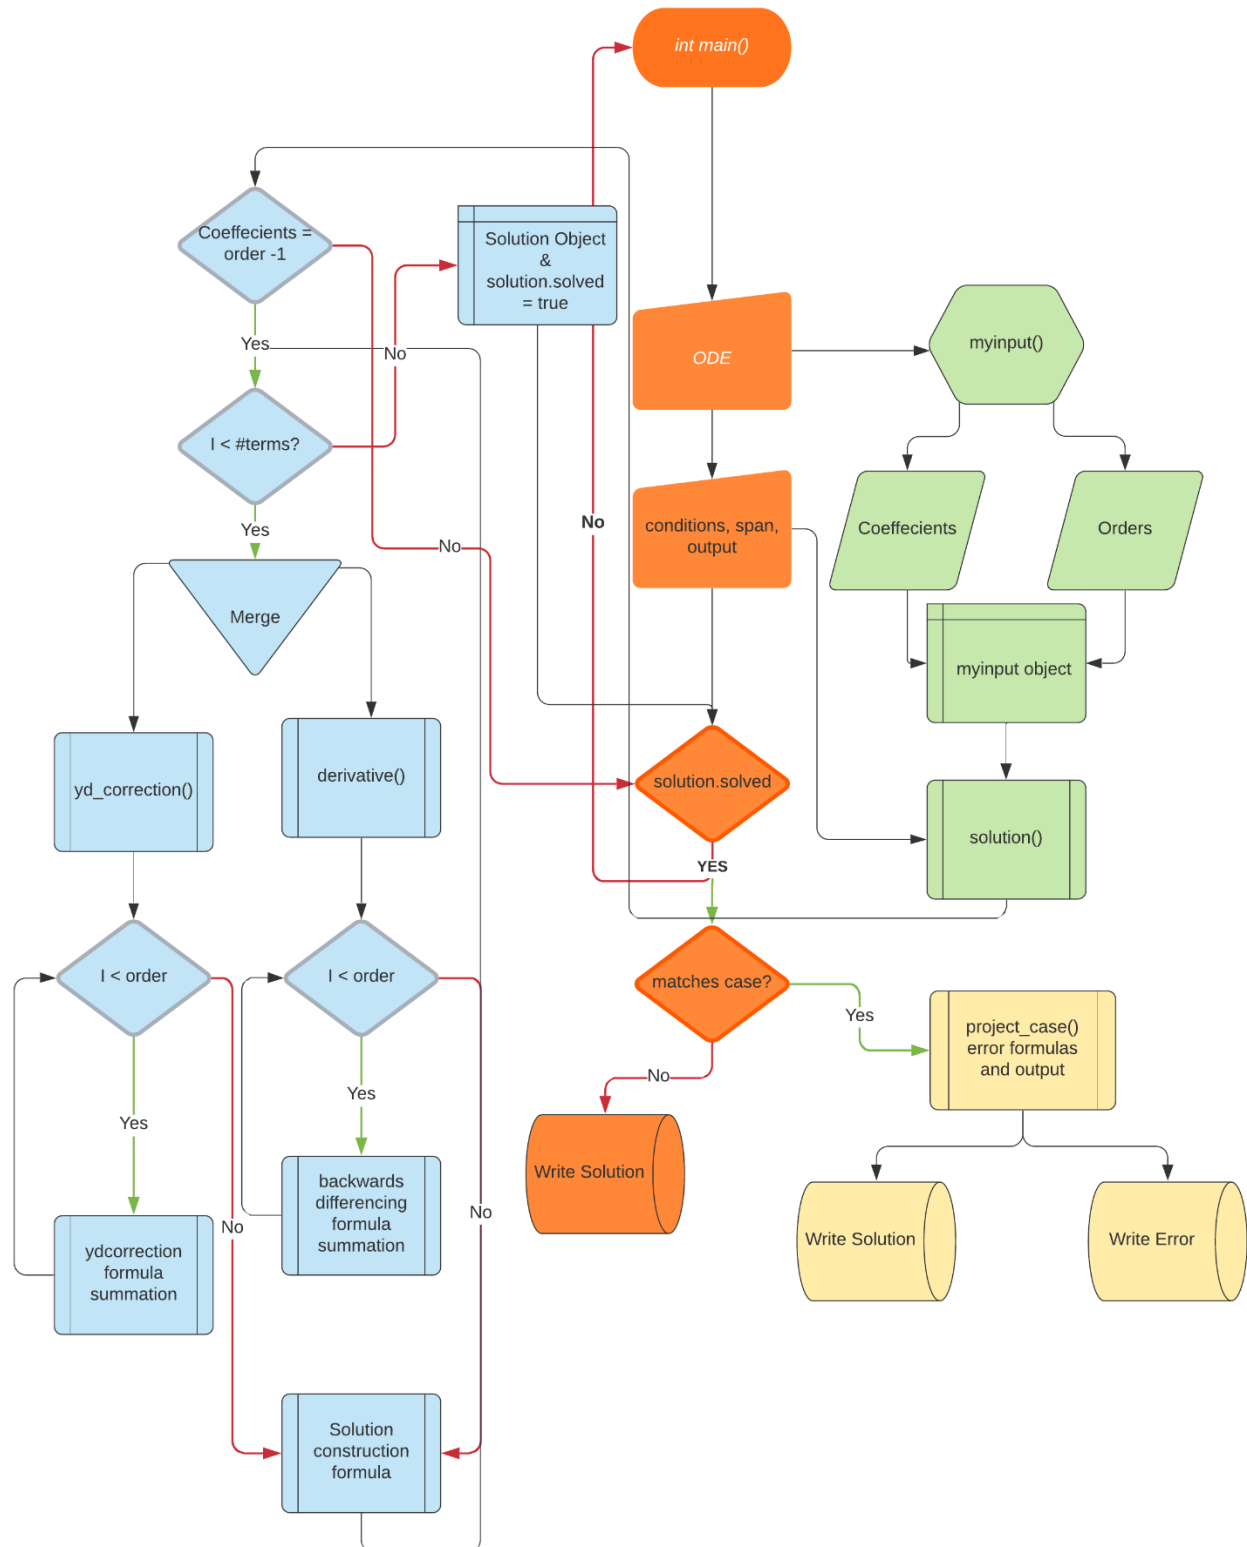 int main()
Coeffecients =
order -1
Solution Object
&
solution.solved
= true
Yes
No
ODE
myinput()
I < #terms?
Yes
No
No
conditions, span,
output
Coeffecients
Orders
Merge
myinput object
yd_correction()
derivative()
solution.solved
solution()
YES
I < order
I < order
matches case?
Yes
project_case()
error formulas
and output
No
Yes
Yes
Write Solution
backwards
differencing
formula
summation
No
No
Write Solution
Write Error
ydcorrection
formula
summation
Solution
construction
formula